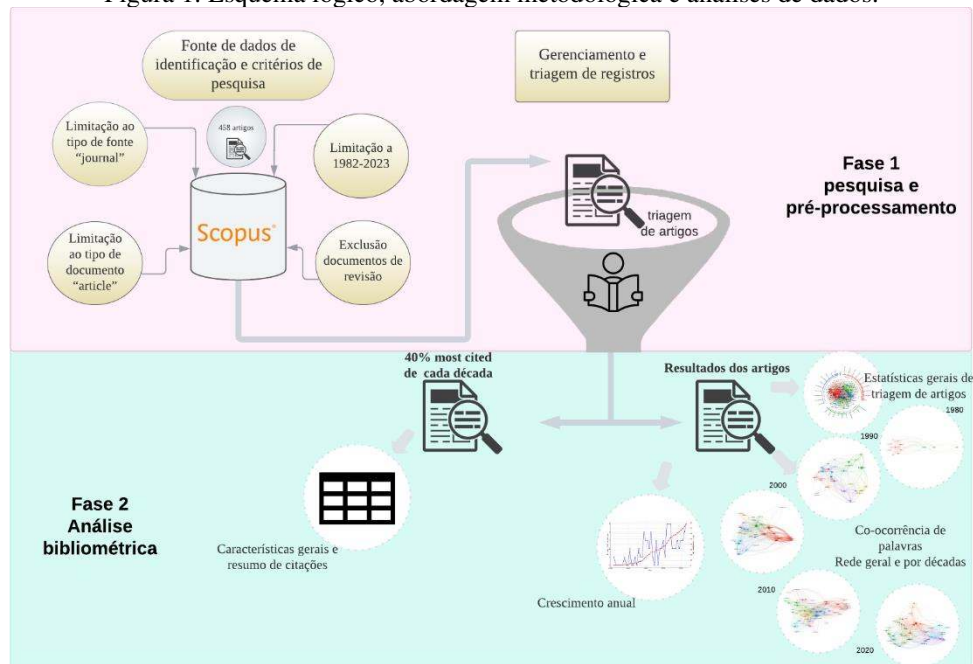 Figura 1. Esquema lógico, abordagem metodológica e análises de dados.
Fonte de dados de
identificação e critérios de
pesquisa
Gerenciamento e
triagem de registros
Limitação ao
tipo de fonte
“journal”
458 artigos
Limitação a
1982-2023
Scopus
Limitação
ao tipo de
documento
“article”
Exclusão
documentos de
revisão
triagem
de artigos
Fase 1
pesquisa e
pré-processamento
40% most cited
de cada década
Resultados dos artigos
Estatísticas gerais de
triagem de artigos
1980
1990
2000
2010
2020
Fase 2
Análise
bibliométrica
Características gerais e
resumo de citações
Crescimento anual
Co-ocorrência de
palavras
Rede geral e por décadas